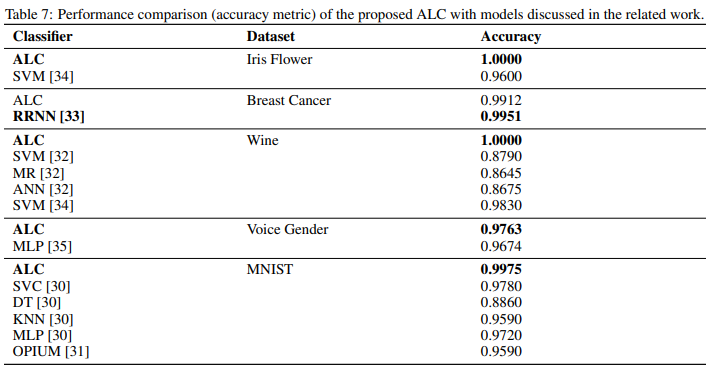 Table 7: Performance comparison (accuracy metric) of the proposed ALC with models discussed in the related work.
Classifier Dataset Accuracy
ALC Iris Flower 1.0000
SVM [34] 0.9600
ALC Breast Cancer 0.9912
RRNN [33] 0.9951
ALC Wine 1.0000
SVM [32] 0.8790
MR [32] 0.8645
ANN [32] 0.8675
SVM [34] 0.9830
ALC Voice Gender 0.9763
MLP [35] 0.9674
ALC MNIST 0.9975
SVC [30] 0.9780
DT [30] 0.8860
KNN [30] 0.9590
MLP [30] 0.9720
OPIUM [31] 0.9590